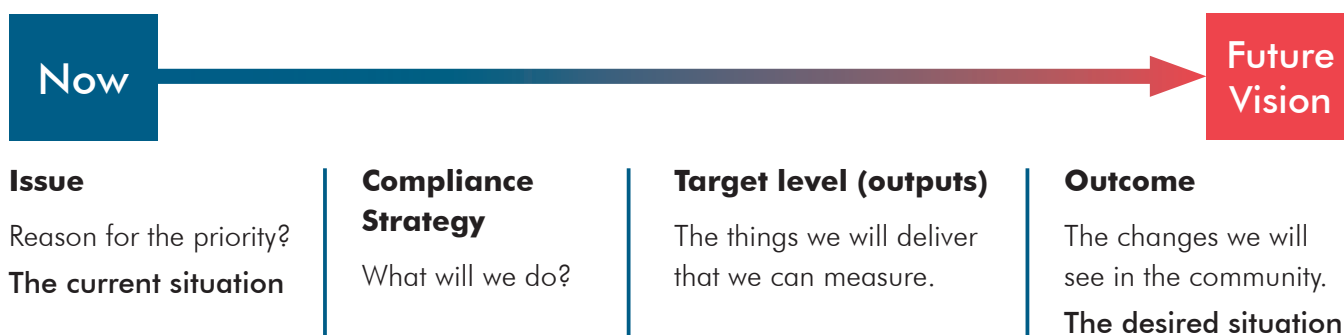 Now
Future
Vision
Issue
Reason for the priority?
The current situation
Compliance
Strategy
What will we do?
Target level (outputs)
The things we will deliver
that we can measure.
Outcome
The changes we will
see in the community.
The desired situation